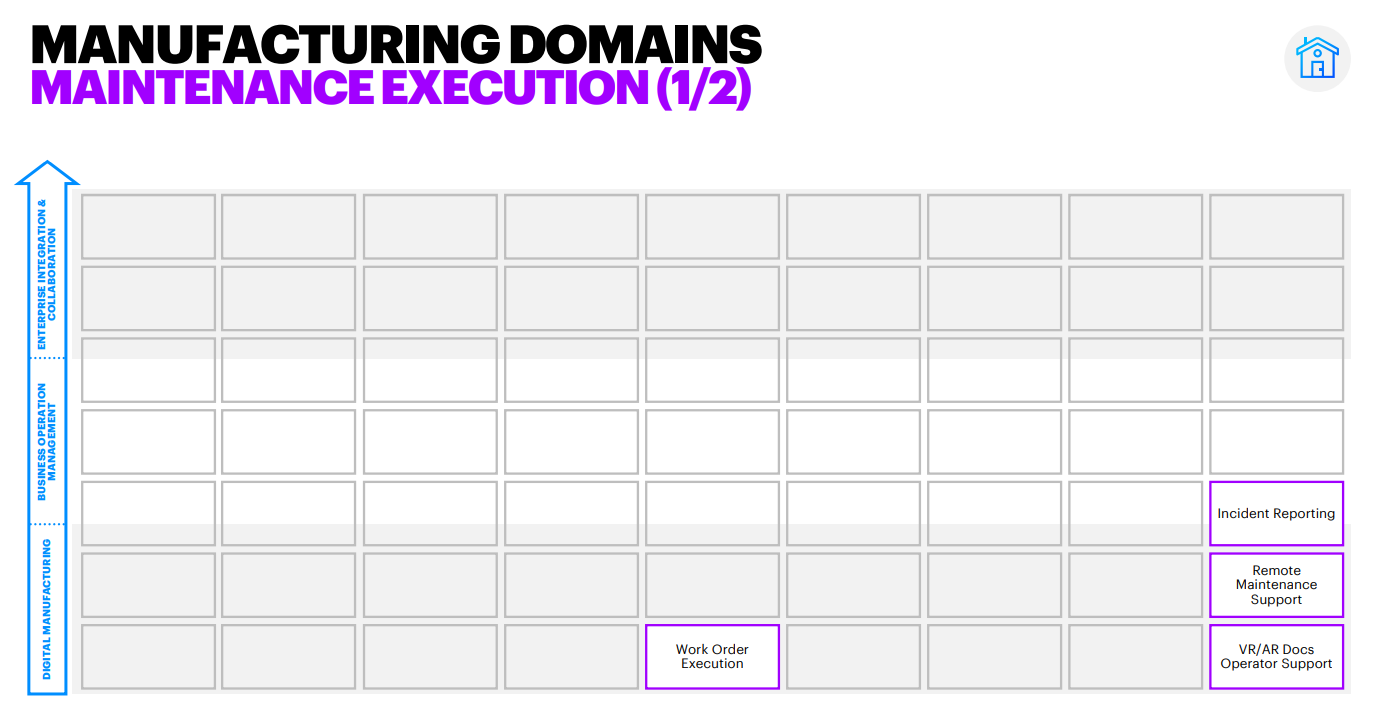 MANUFACTURING DOMAINS
MAINTENANCE EXECUTION (1/2)
ENTERPRISE INTEGRATION &
COLLABORATION
BUSINESS OPERATION
MANAGEMENT
DIGITAL MANUFACTURING
Incident Reporting
Remote
Maintenance
Support
Work Order
Execution
VR/AR Docs
Operator Support